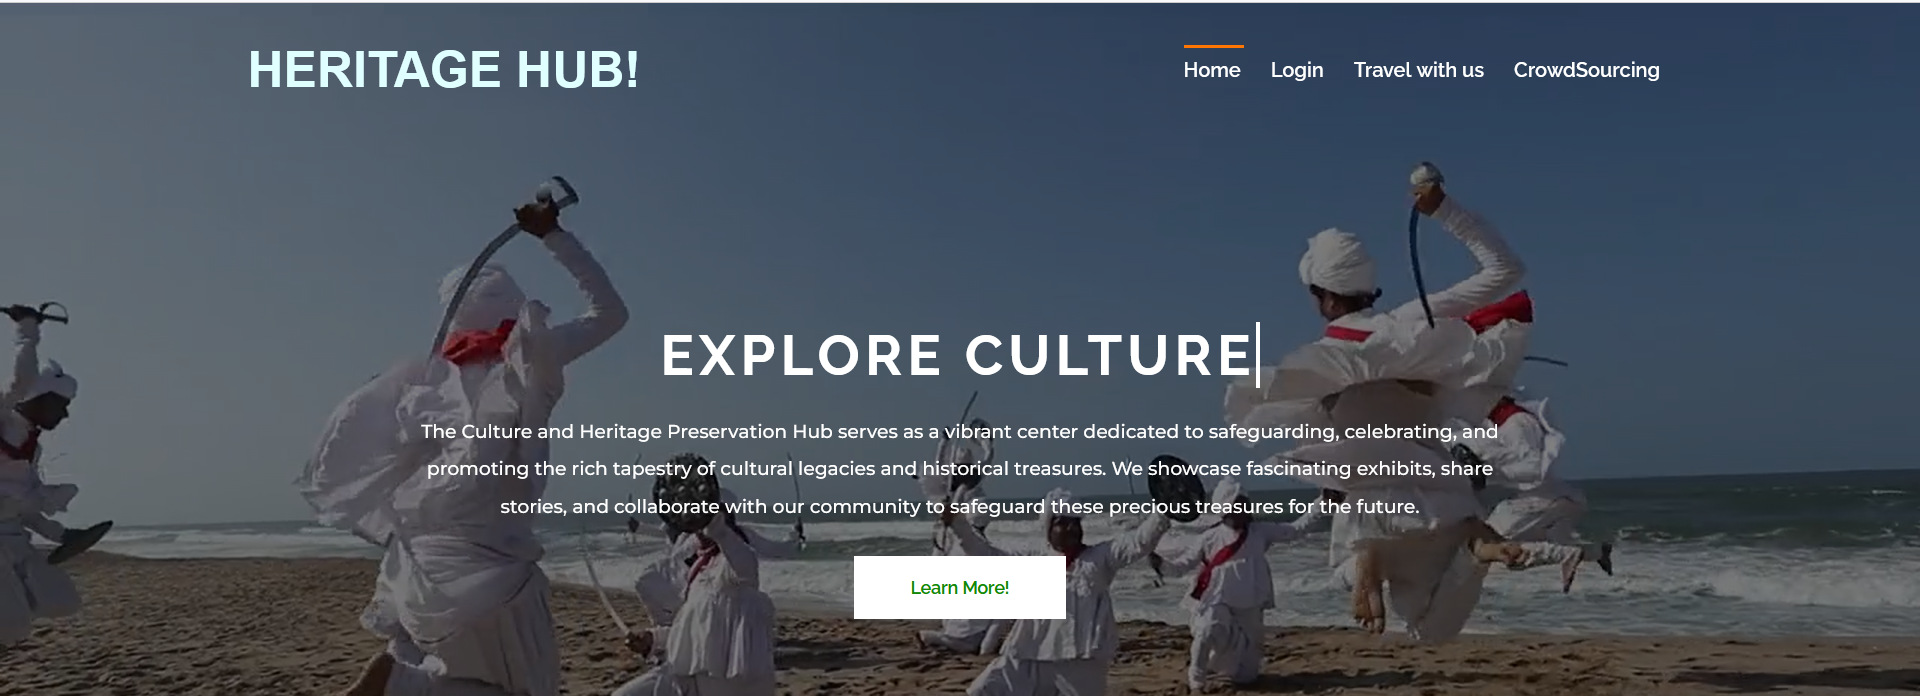 HERITAGE HUB!
Home Login Travel with us CrowdSourcing
EXPLORE CULTURE
The Culture and Heritage Preservation Hub serves as a vibrant center dedicated to safeguarding, celebrating, and
promoting the rich tapestry of cultural legacies and historical treasures. We showcase fascinating exhibits, share
stories, and collaborate with our community to safeguard these precious treasures for the future.
Learn More!